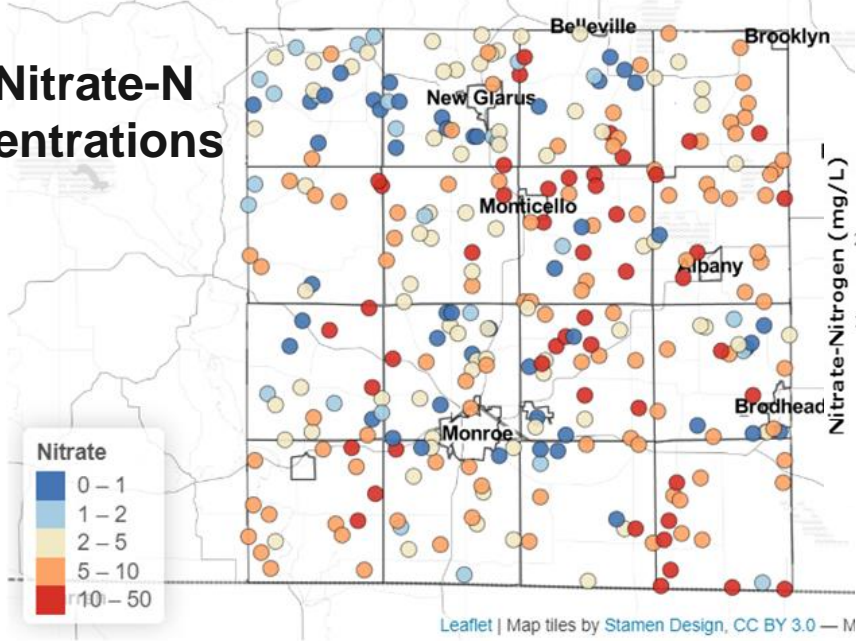 Nitrate-N
entrations
Belleville
Brooklyn
New Glarus
Monticello
Albany
Brodhead
Monroe
Nitrate
0 – 1
1 – 2
2 – 5
5 – 10
10 – 50
Nitrate-Nitrogen (mg/L)
Leaflet | Map tiles by Stamen Design, CC BY 3.0 — M